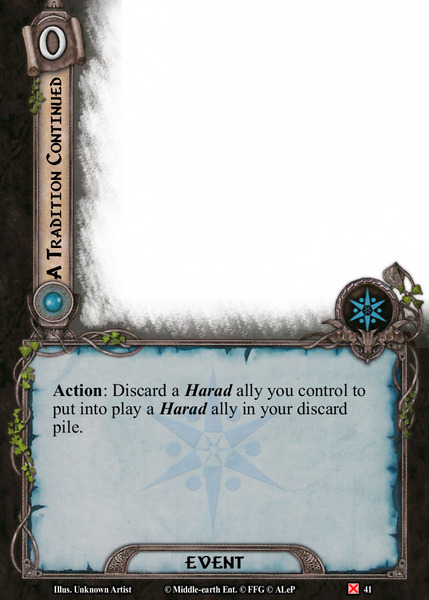 0
A Tradition Continued
Action: Discard a Harad ally you control to
put into play a Harad ally in your discard
pile.
EVENT
Illus. Unknown Artist © Middle-earth Ent. © FFG © ALeP 41